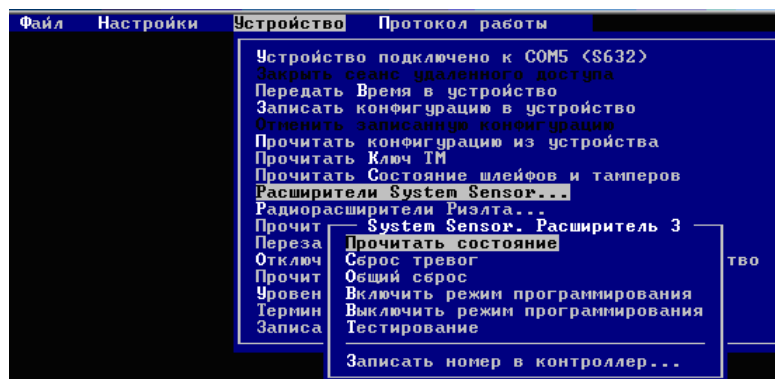 Файл Настройки Устройство Протокол работы
Устройство подключено к COM5 (S632)
Закрыть сеанс удаленного доступа
Передать Время в устройство
Записать конфигурацию в устройство
Отменить записанную конфигурацию
Прочитать конфигурацию из устройства
Прочитать Ключ ТМ
Прочитать Состояние шлейфов и тамперов
Расширители System Sensor...
Радиорасширители Риэлта...
Прочит System Sensor. Расширитель 3
Переза Прочитать состояние
Отключ Сброс тревог тво
Прочит Общий сброс
Уровен Включить режим программирования
Термин Выключить режим программирования
Записа Тестирование
Записать номер в контроллер...